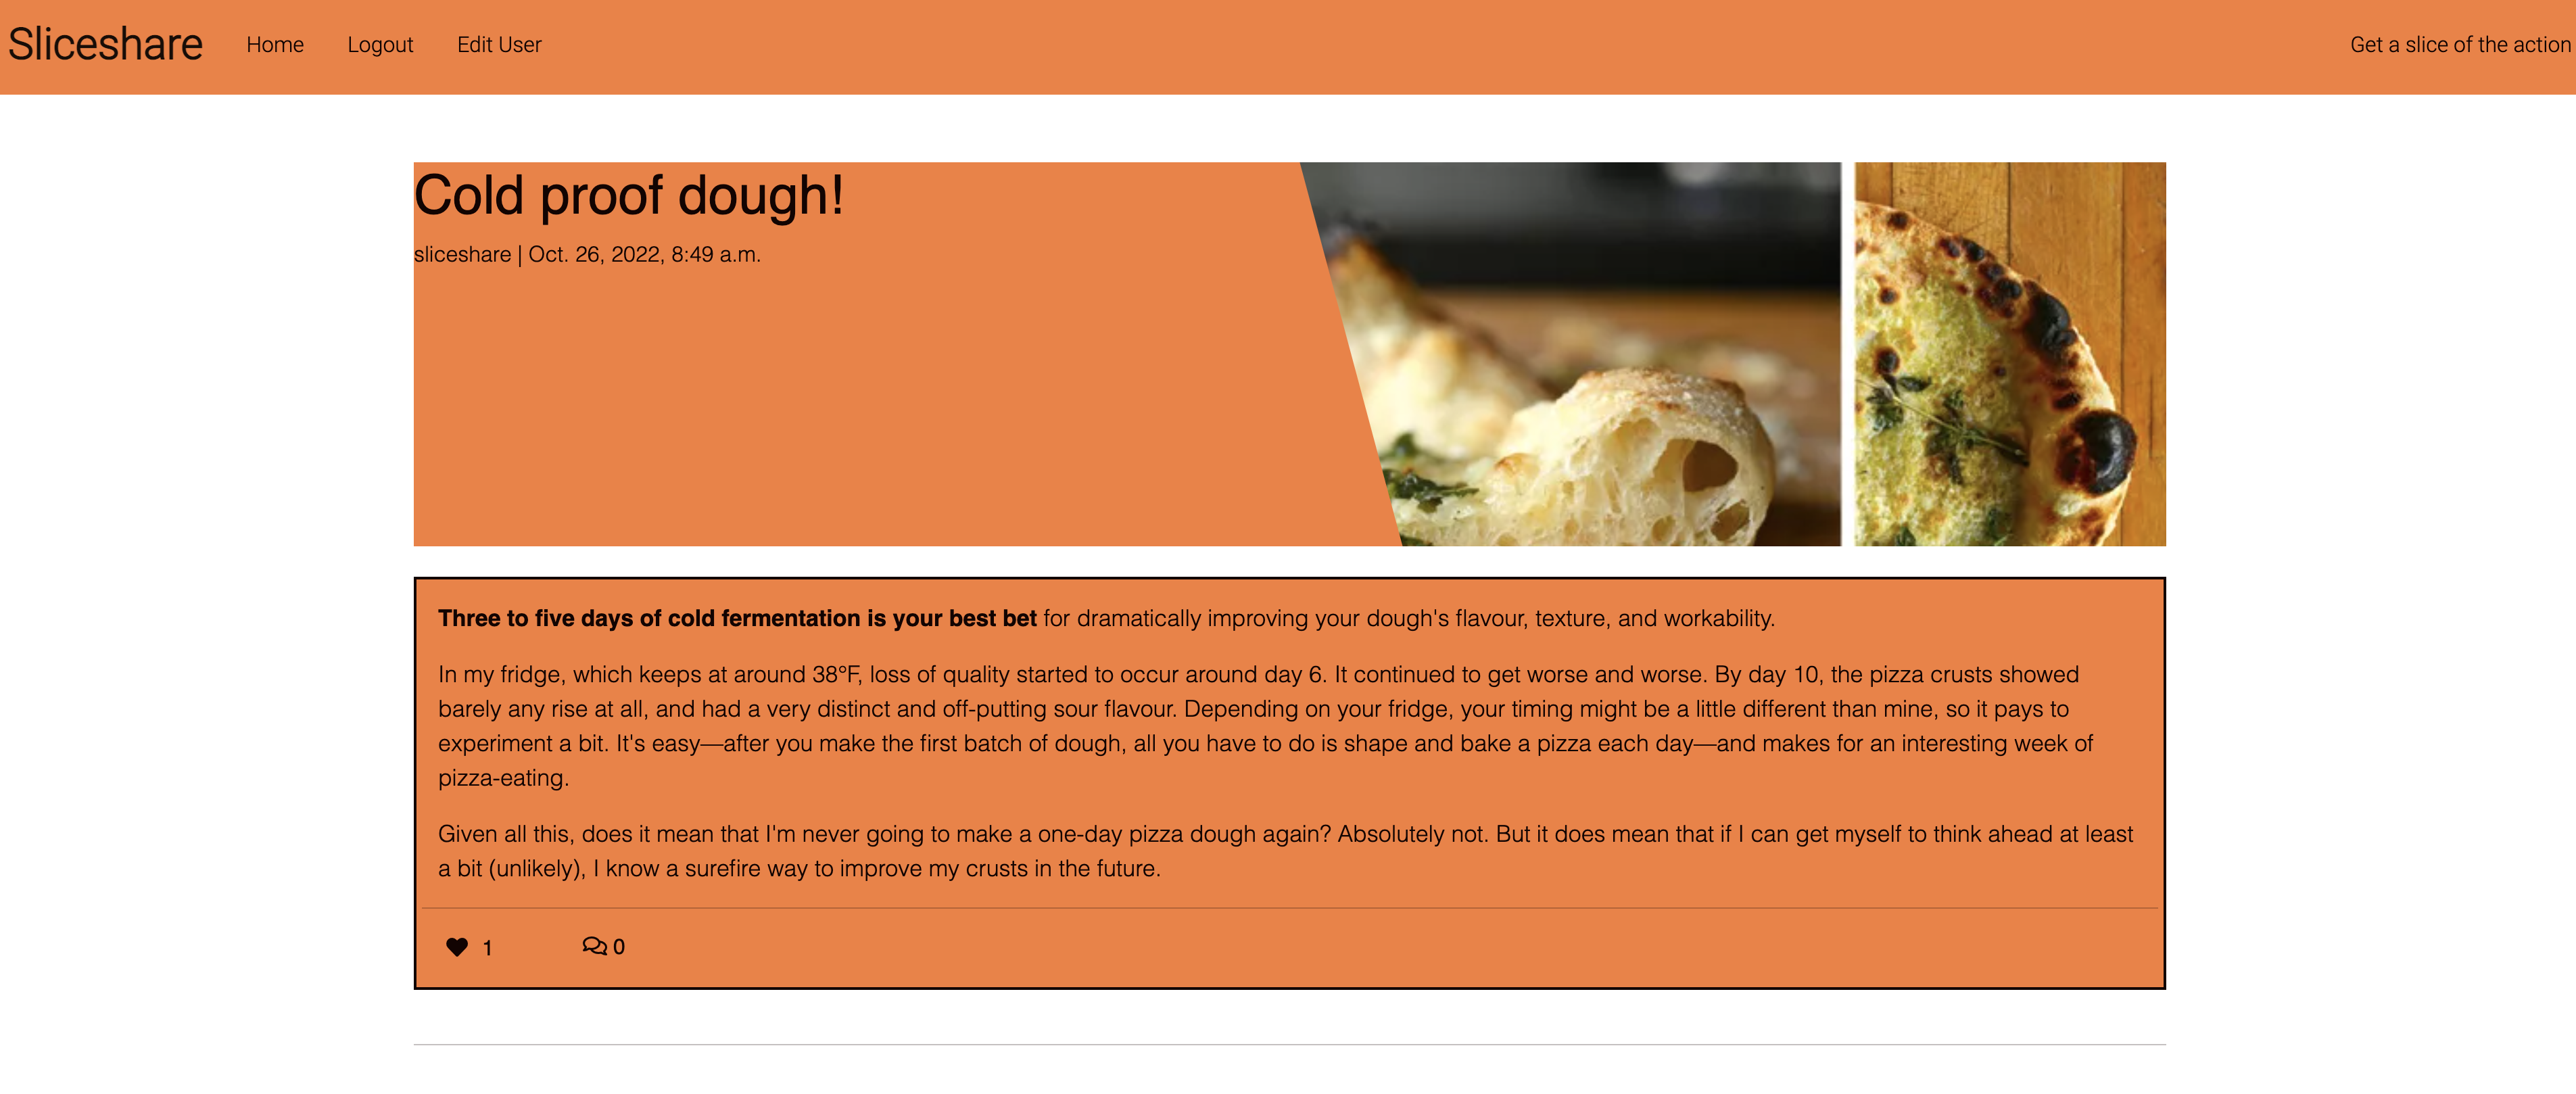 Sliceshare Home Logout Edit User Get a slice of the action
Cold proof dough!
sliceshare | Oct. 26, 2022, 8:49 a.m.
Three to five days of cold fermentation is your best bet for dramatically improving your dough's flavour, texture, and workability.
In my fridge, which keeps at around 38°F, loss of quality started to occur around day 6. It continued to get worse and worse. By day 10, the pizza crusts showed
barely any rise at all, and had a very distinct and off-putting sour flavour. Depending on your fridge, your timing might be a little different than mine, so it pays to
experiment a bit. It's easy—after you make the first batch of dough, all you have to do is shape and bake a pizza each day—and makes for an interesting week of
pizza-eating.
Given all this, does it mean that I'm never going to make a one-day pizza dough again? Absolutely not. But it does mean that if I can get myself to think ahead at least
a bit (unlikely), I know a surefire way to improve my crusts in the future.
1 0